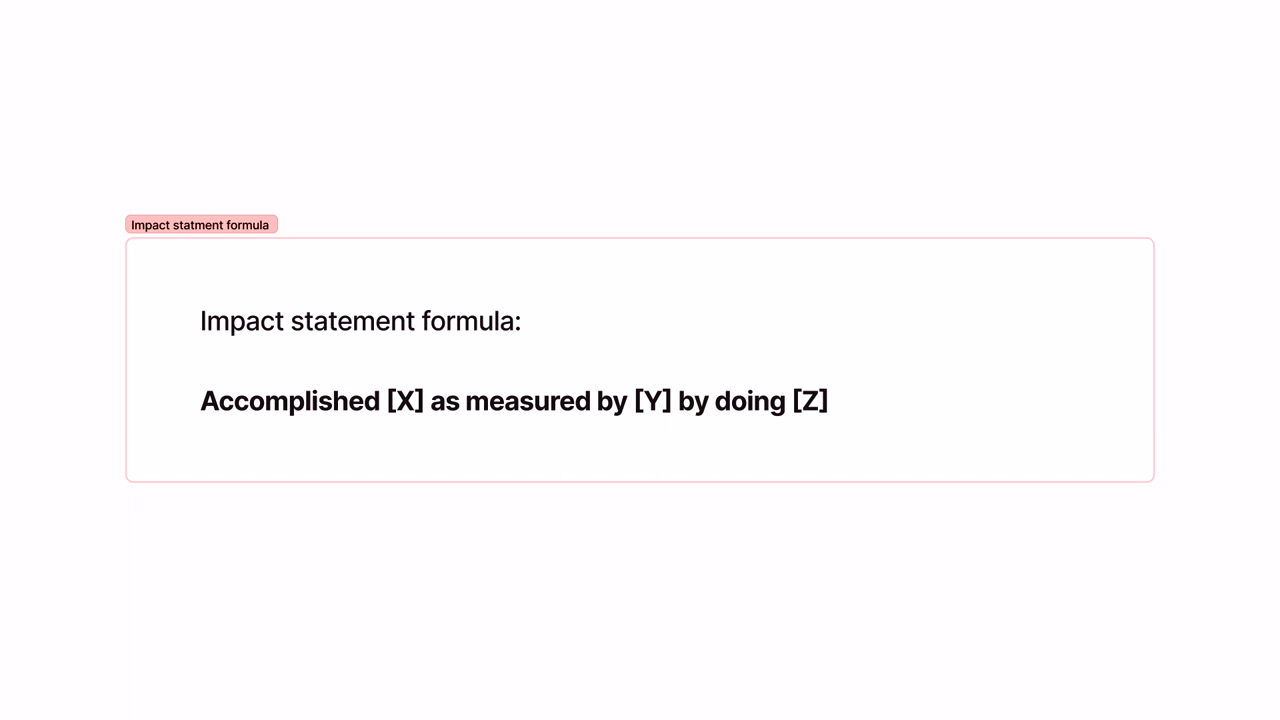 Impact statment formula
Impact statement formula:
Accomplished [X] as measured by [Y] by doing [Z]